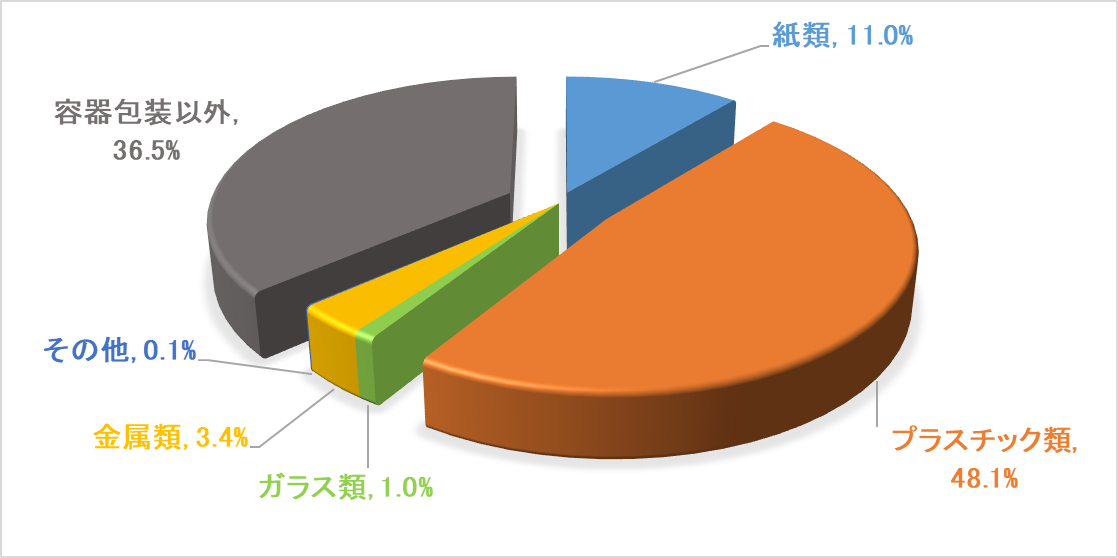 紙類, 11.0%
容器包装以外,
36.5%
その他, 0.1%
金属類, 3.4%
ガラス類, 1.0%
プラスチック類,
48.1%